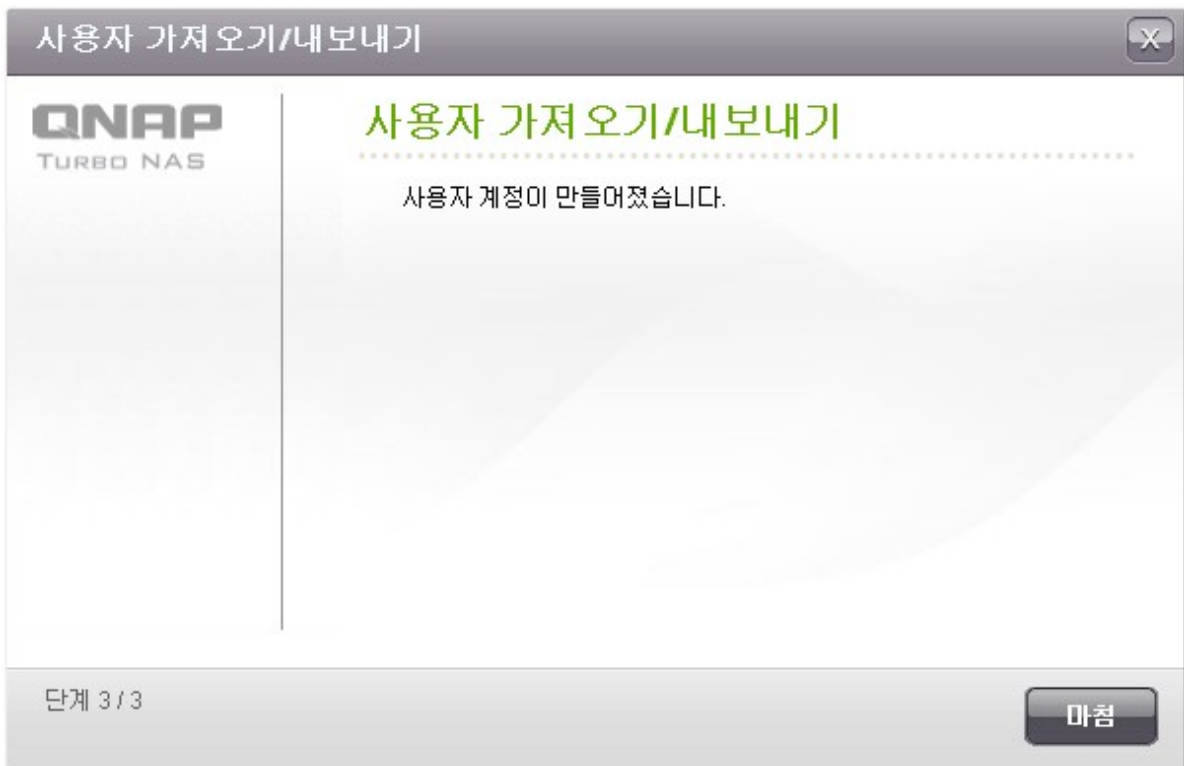 사용자 가져오기/내보내기
X
QNAP
TURBO NAS
사용자 가져오기/내보내기
사용자 계정이 만들어졌습니다.
단계 3 / 3
마침